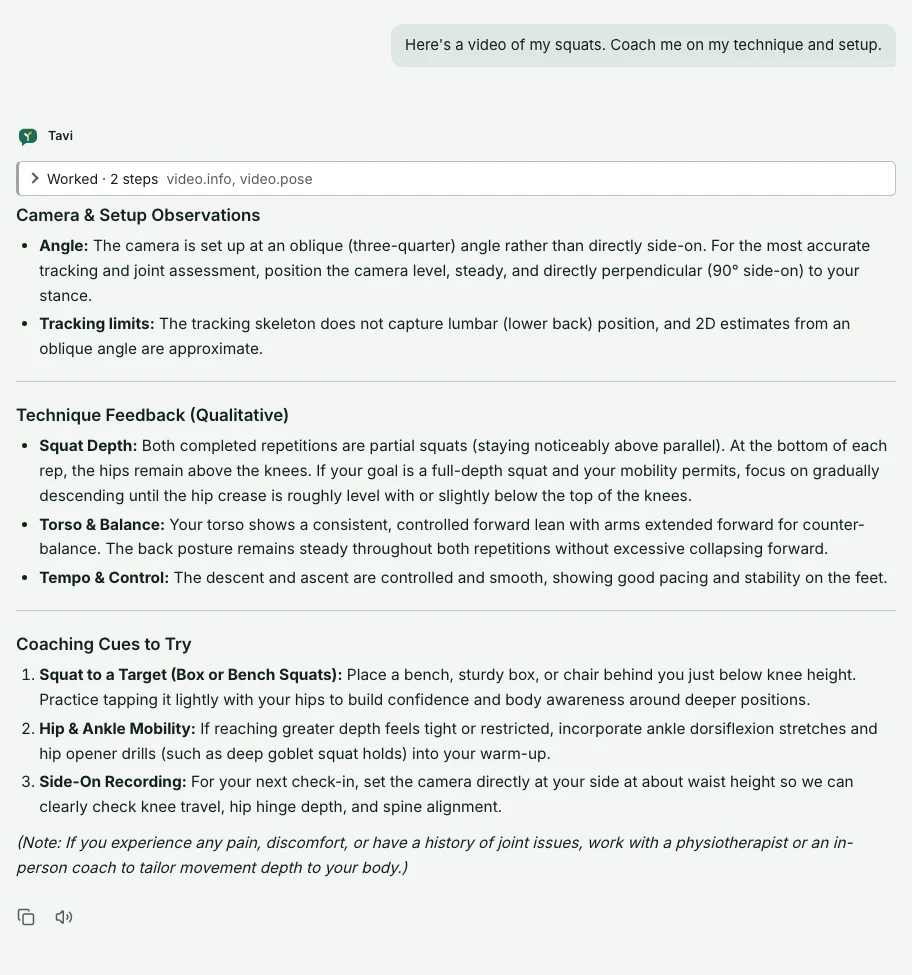 Here's a video of my squats. Coach me on my technique and setup.
Tavi
Worked · 2 steps video.info, video.pose
Camera & Setup Observations
• Angle: The camera is set up at an oblique (three-quarter) angle rather than directly side-on. For the most accurate
tracking and joint assessment, position the camera level, steady, and directly perpendicular (90° side-on) to your
stance.
• Tracking limits: The tracking skeleton does not capture lumbar (lower back) position, and 2D estimates from an
oblique angle are approximate.
Technique Feedback (Qualitative)
• Squat Depth: Both completed repetitions are partial squats (staying noticeably above parallel). At the bottom of each
rep, the hips remain above the knees. If your goal is a full-depth squat and your mobility permits, focus on gradually
descending until the hip crease is roughly level with or slightly below the top of the knees.
• Torso & Balance: Your torso shows a consistent, controlled forward lean with arms extended forward for counter-
balance. The back posture remains steady throughout both repetitions without excessive collapsing forward.
• Tempo & Control: The descent and ascent are controlled and smooth, showing good pacing and stability on the feet.
Coaching Cues to Try
1. Squat to a Target (Box or Bench Squats): Place a bench, sturdy box, or chair behind you just below knee height.
Practice tapping it lightly with your hips to build confidence and body awareness around deeper positions.
2. Hip & Ankle Mobility: If reaching greater depth feels tight or restricted, incorporate ankle dorsiflexion stretches and
hip opener drills (such as deep goblet squat holds) into your warm-up.
3. Side-On Recording: For your next check-in, set the camera directly at your side at about waist height so we can
clearly check knee travel, hip hinge depth, and spine alignment.
(Note: If you experience any pain, discomfort, or have a history of joint issues, work with a physiotherapist or an in-
person coach to tailor movement depth to your body.)